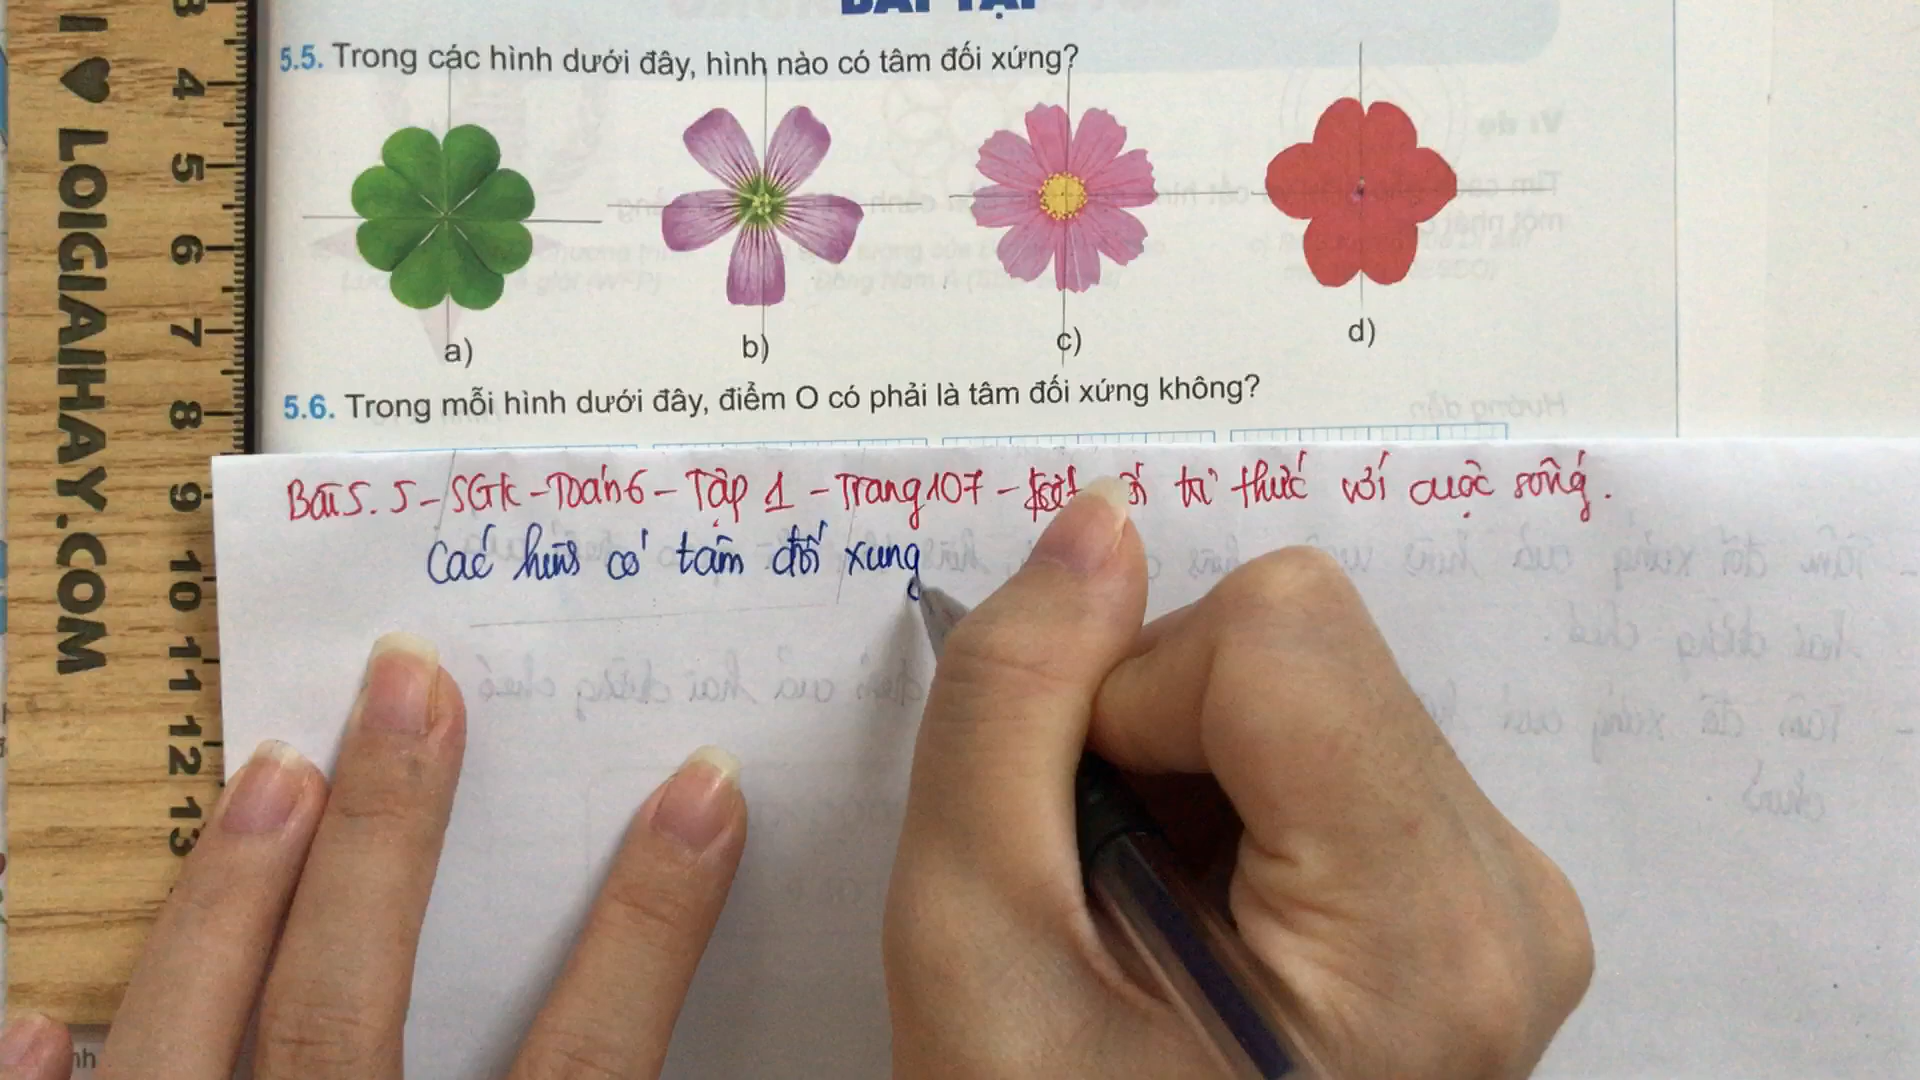 BÀI TẬP
5.5. Trong các hình dưới đây, hình nào có tâm đối xứng?
a)
b)
c)
d)
5.6. Trong mỗi hình dưới đây, điểm O có phải là tâm đối xứng không?
Bài 5.5 - SGK - Toán 6 - Tập 1 - Trang 107 - tri thức với cuộc sống.
Các hình có tâm đối xung
I ♥ LOIGIAIHAY.COM
3 4 5 6 7 8 9 10 11 12 13